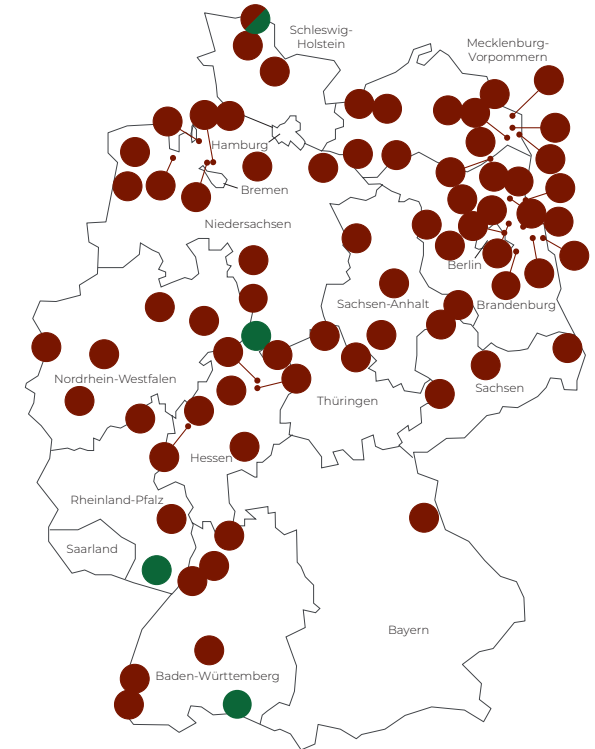 Schleswig-
Holstein
Mecklenburg-
Vorpommern
Hamburg
Bremen
Niedersachsen
Berlin
Sachsen-Anhalt
Brandenburg
Nordrhein-Westfalen
Sachsen
Thüringen
Hessen
Rheinland-Pfalz
Saarland
Bayern
Baden-Württemberg